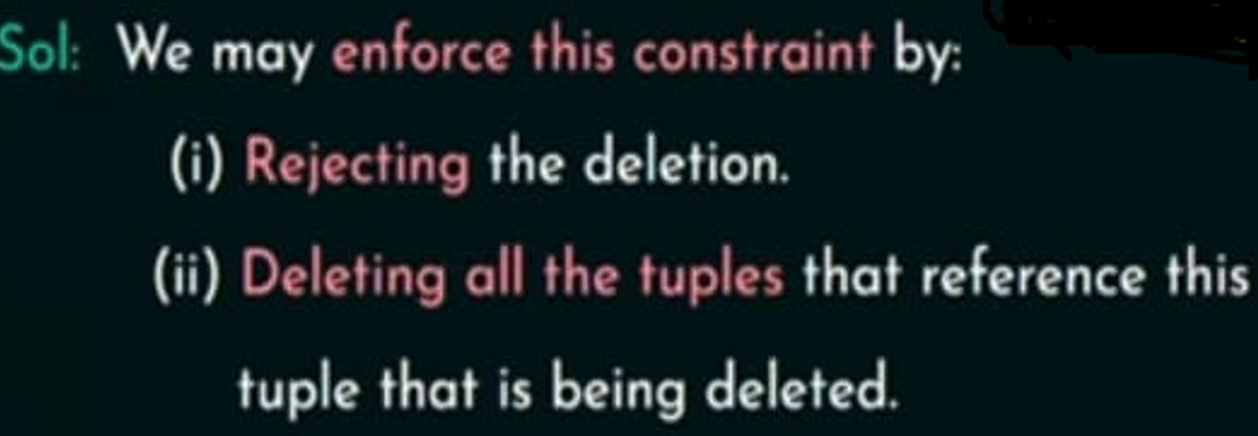 Sol: We may enforce this constraint by:
(i) Rejecting the deletion.
(ii) Deleting all the tuples that reference this
tuple that is being deleted.